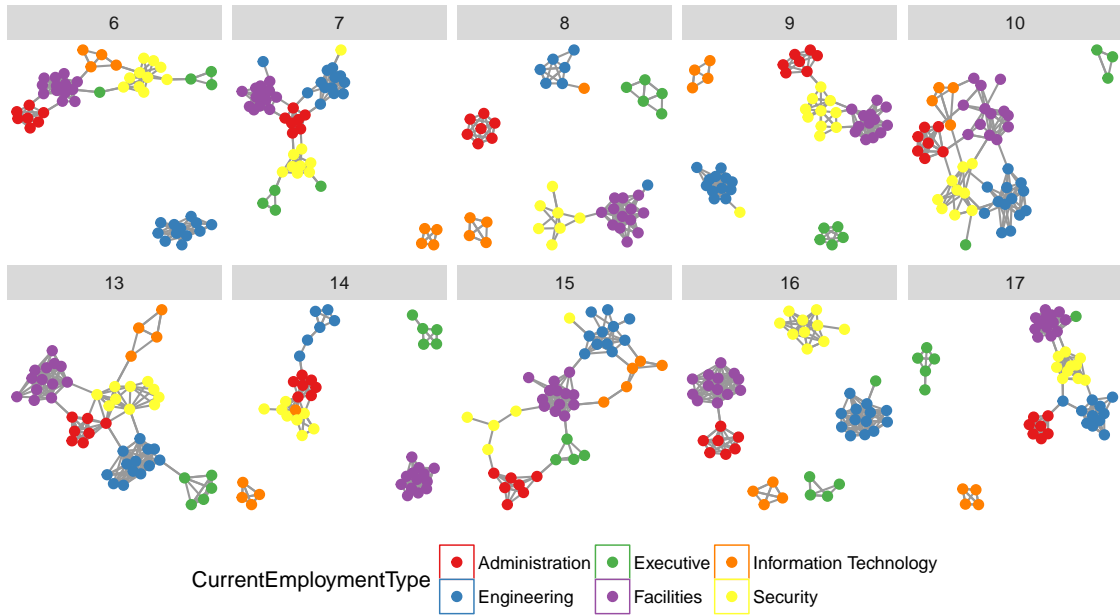 6 7 8 9 10
13 14 15 16 17
CurrentEmploymentType
Administration Executive Information Technology
Engineering Facilities Security